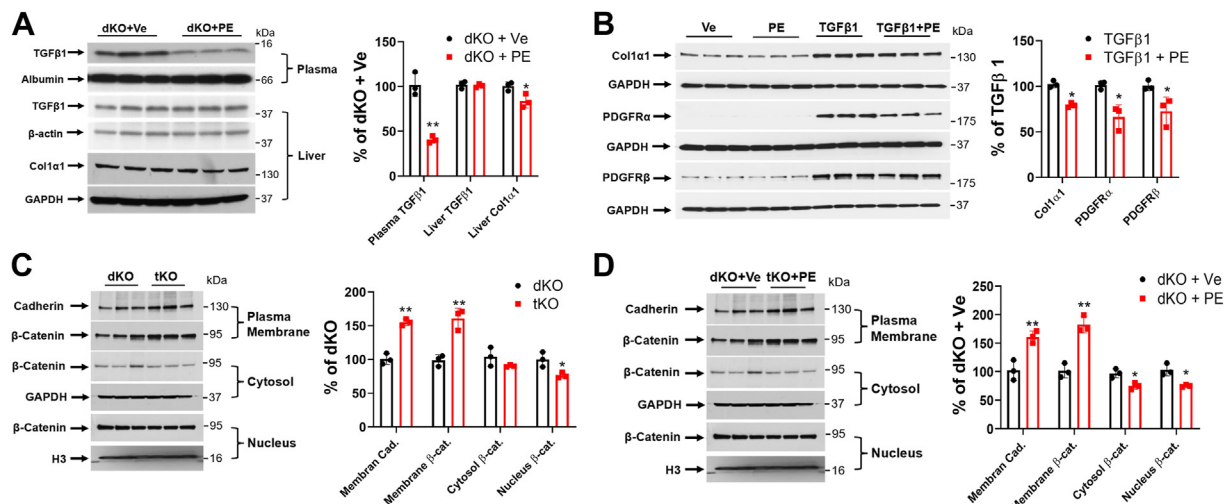 A
dKO+Ve dKO+PE kDa
TGFβ1 16
Albumin 66
Plasma
TGFβ1 37
β-actin 37
Col1α1 130
GAPDH 37
Liver
dKO + Ve
dKO + PE
% of dKO + Ve
150
100
50
0
** *
Plasma TGFβ1
Liver TGFβ1
Liver Col1α1
B
Ve PE TGFβ1 TGFβ1+PE kDa
Col1α1 130
GAPDH 37
PDGFRα 175
GAPDH 37
PDGFRβ 175
GAPDH 37
TGFβ1
TGFβ1 + PE
% of TGFβ 1
150
100
50
0
* * *
Col1α1
PDGFRα
PDGFRβ
C
dKO tKO kDa
Cadherin 130
β-Catenin 95
Plasma
Membrane
β-Catenin 95
GAPDH 37
Cytosol
β-Catenin 95
H3 16
Nucleus
dKO
tKO
% of dKO
200
150
100
50
0
** ** *
Membran Cad.
Membrane β-cat.
Cytosol β-cat.
Nucleus β-cat.
D
dKO+Ve tKO+PE kDa
Cadherin 130
β-Catenin 95
Plasma
Membrane
β-Catenin 95
GAPDH 37
Cytosol
β-Catenin 95
H3 16
Nucleus
dKO + Ve
dKO + PE
% of dKO + Ve
250
200
150
100
50
0
** ** * *
Membran Cad.
Membrane β-cat.
Cytosol β-cat.
Nucleus β-cat.